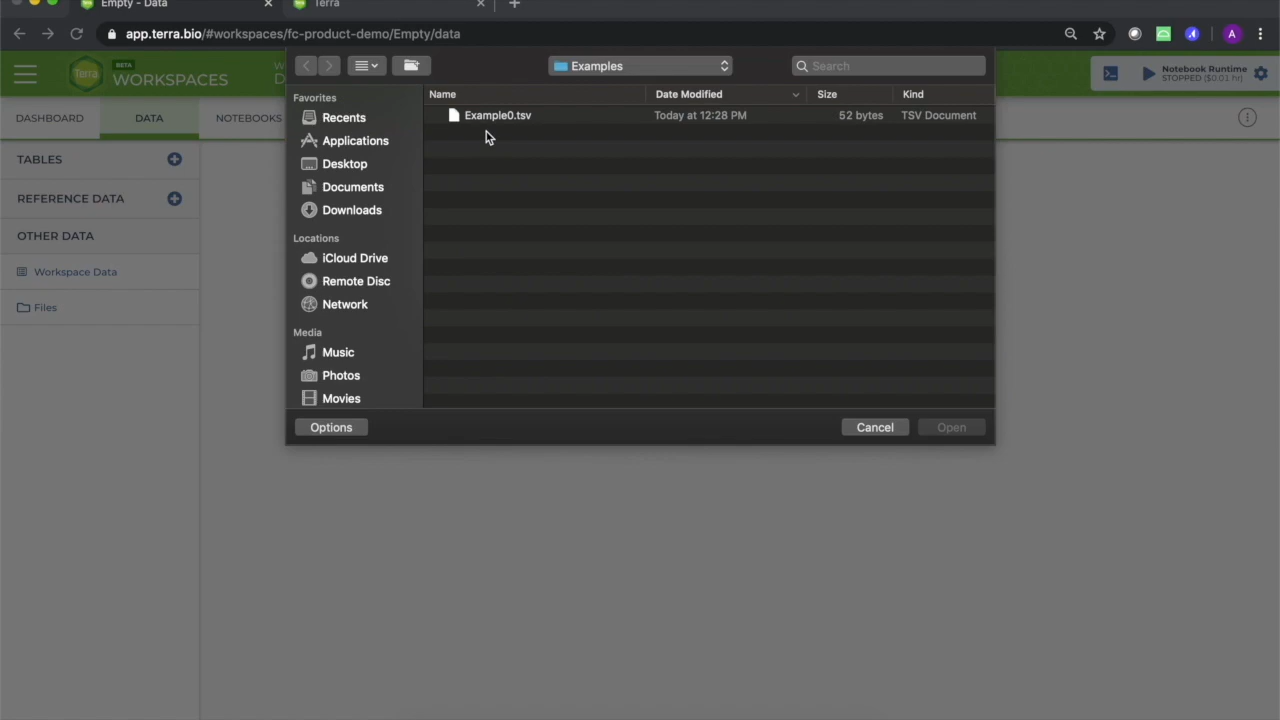 Empty - Data
Terra
app.terra.bio/#workspaces/fc-product-demo/Empty/data
A
Terra
BETA
WORKSPACES
W
D
Notebook Runtime
STOPPED ($0.01 hr)
DASHBOARD
DATA
NOTEBOOKS
TABLES
REFERENCE DATA
OTHER DATA
Workspace Data
Files
Examples
Search
Favorites
Recents
Applications
Desktop
Documents
Downloads
Locations
iCloud Drive
Remote Disc
Network
Media
Music
Photos
Movies
Name Date Modified Size Kind
Example0.tsv Today at 12:28 PM 52 bytes TSV Document
Options
Cancel
Open